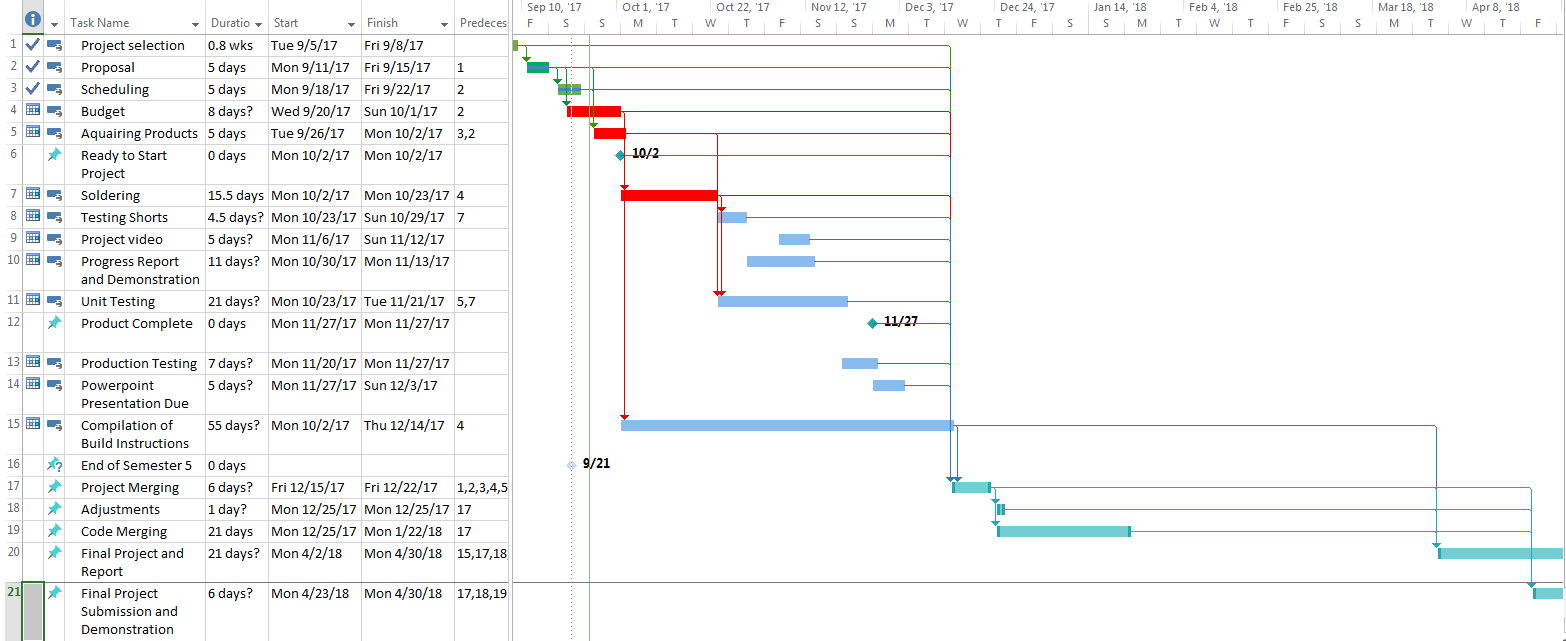 Task Name Duratio Start Finish Predeces
Sep 10, '17 Oct 1, '17 Oct 22, '17 Nov 12, '17 Dec 3, '17 Dec 24, '17 Jan 14, '18 Feb 4, '18 Feb 25, '18 Mar 18, '18 Apr 8, '18
F S S M T W T F S S M T W T F S S M T W T F
1 Project selection 0.8 wks Tue 9/5/17 Fri 9/8/17
2 Proposal 5 days Mon 9/11/17 Fri 9/15/17 1
3 Scheduling 5 days Mon 9/18/17 Fri 9/22/17 2
4 Budget 8 days? Wed 9/20/17 Sun 10/1/17 2
5 Aquairing Products 5 days Tue 9/26/17 Mon 10/2/17 3,2
6 Ready to Start 0 days Mon 10/2/17 Mon 10/2/17 10/2
Project
7 Soldering 15.5 days Mon 10/2/17 Mon 10/23/17 4
8 Testing Shorts 4.5 days? Mon 10/23/17 Sun 10/29/17 7
9 Project video 5 days? Mon 11/6/17 Sun 11/12/17
10 Progress Report 11 days? Mon 10/30/17 Mon 11/13/17
and Demonstration
11 Unit Testing 21 days? Mon 10/23/17 Tue 11/21/17 5,7
12 Product Complete 0 days Mon 11/27/17 Mon 11/27/17 11/27
13 Production Testing 7 days? Mon 11/20/17 Mon 11/27/17
14 Powerpoint 5 days? Mon 11/27/17 Sun 12/3/17
Presentation Due
15 Compilation of 55 days? Mon 10/2/17 Thu 12/14/17 4
Build Instructions
16 End of Semester 5 0 days 9/21
17 Project Merging 6 days? Fri 12/15/17 Fri 12/22/17 1,2,3,4,5
18 Adjustments 1 day? Mon 12/25/17 Mon 12/25/17 17
19 Code Merging 21 days Mon 12/25/17 Mon 1/22/18 17
20 Final Project and 21 days? Mon 4/2/18 Mon 4/30/18 15,17,18,
Report
21 Final Project 6 days? Mon 4/23/18 Mon 4/30/18 17,18,19
Submission and
Demonstration